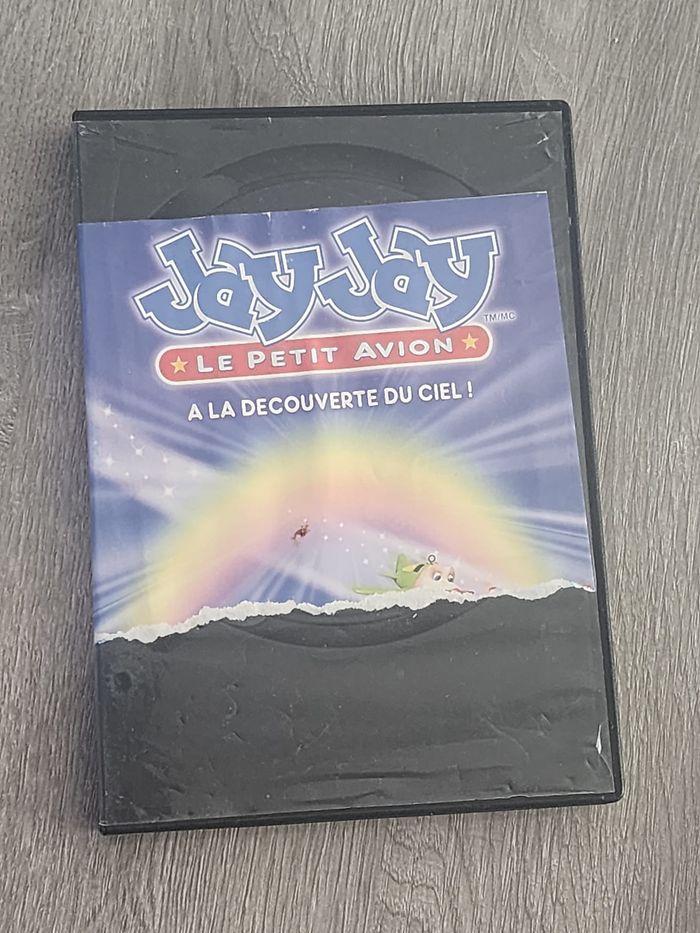 Jay Jay
TM/MC
LE PETIT AVION
A LA DECOUVERTE DU CIEL !